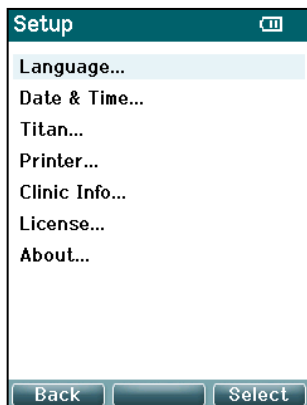 Setup
Language...
Date & Time...
Titan...
Printer...
Clinic Info...
License...
About...
Back Select